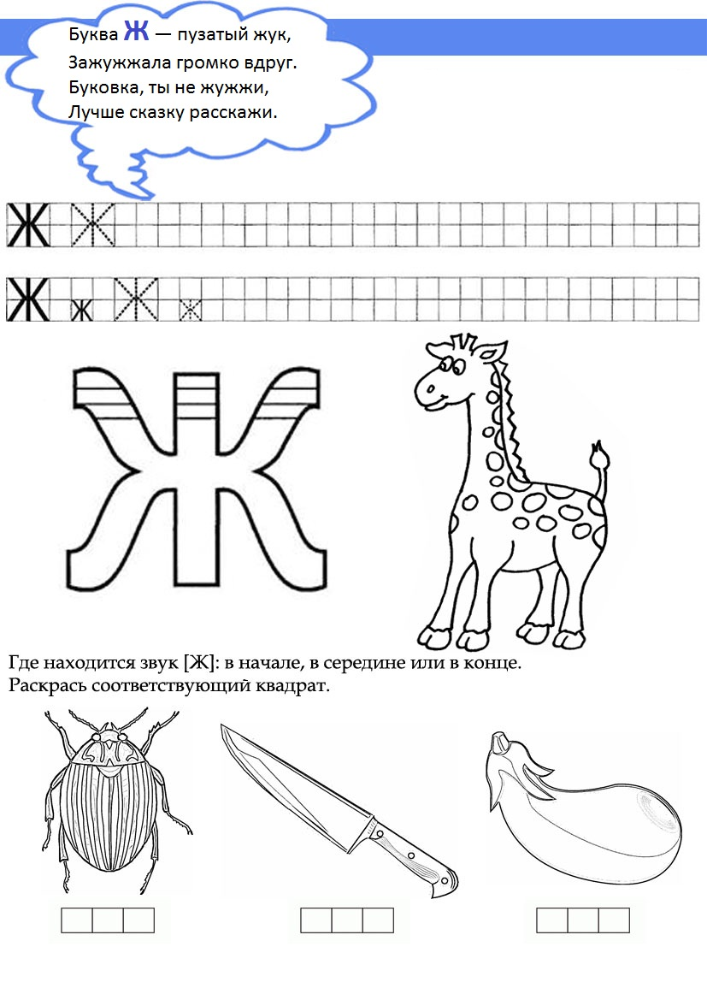 Буква Ж — пузатый жук,
Зажужжала громко вдруг.
Буковка, ты не жужжи,
Лучше сказку расскажи.
Ж Ж
Ж ж Ж ж
Ж
Где находится звук [Ж]: в начале, в середине или в конце.
Раскрась соответствующий квадрат.